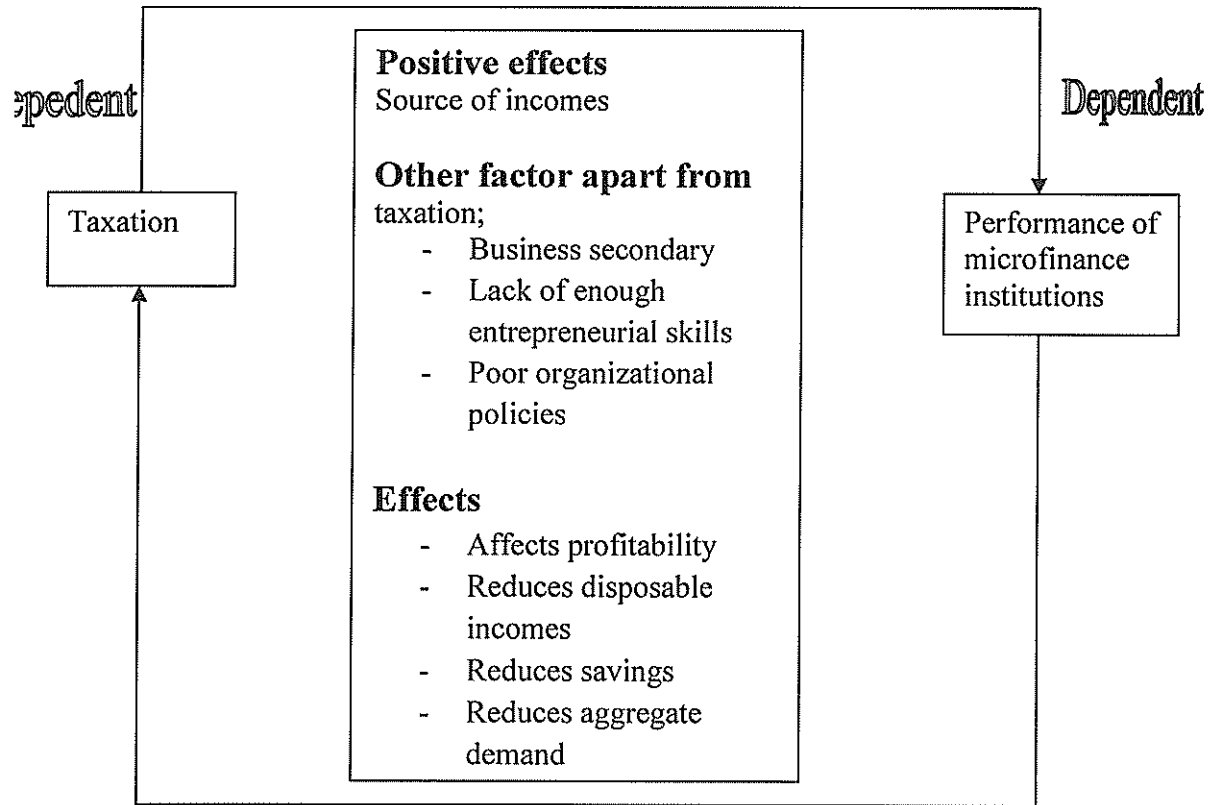 epedent
Dependent
Taxation
Positive effects
Source of incomes
Other factor apart from
taxation;
- Business secondary
- Lack of enough
entrepreneurial skills
- Poor organizational
policies
Effects
- Affects profitability
- Reduces disposable
incomes
- Reduces savings
- Reduces aggregate
demand
Performance of
microfinance
institutions